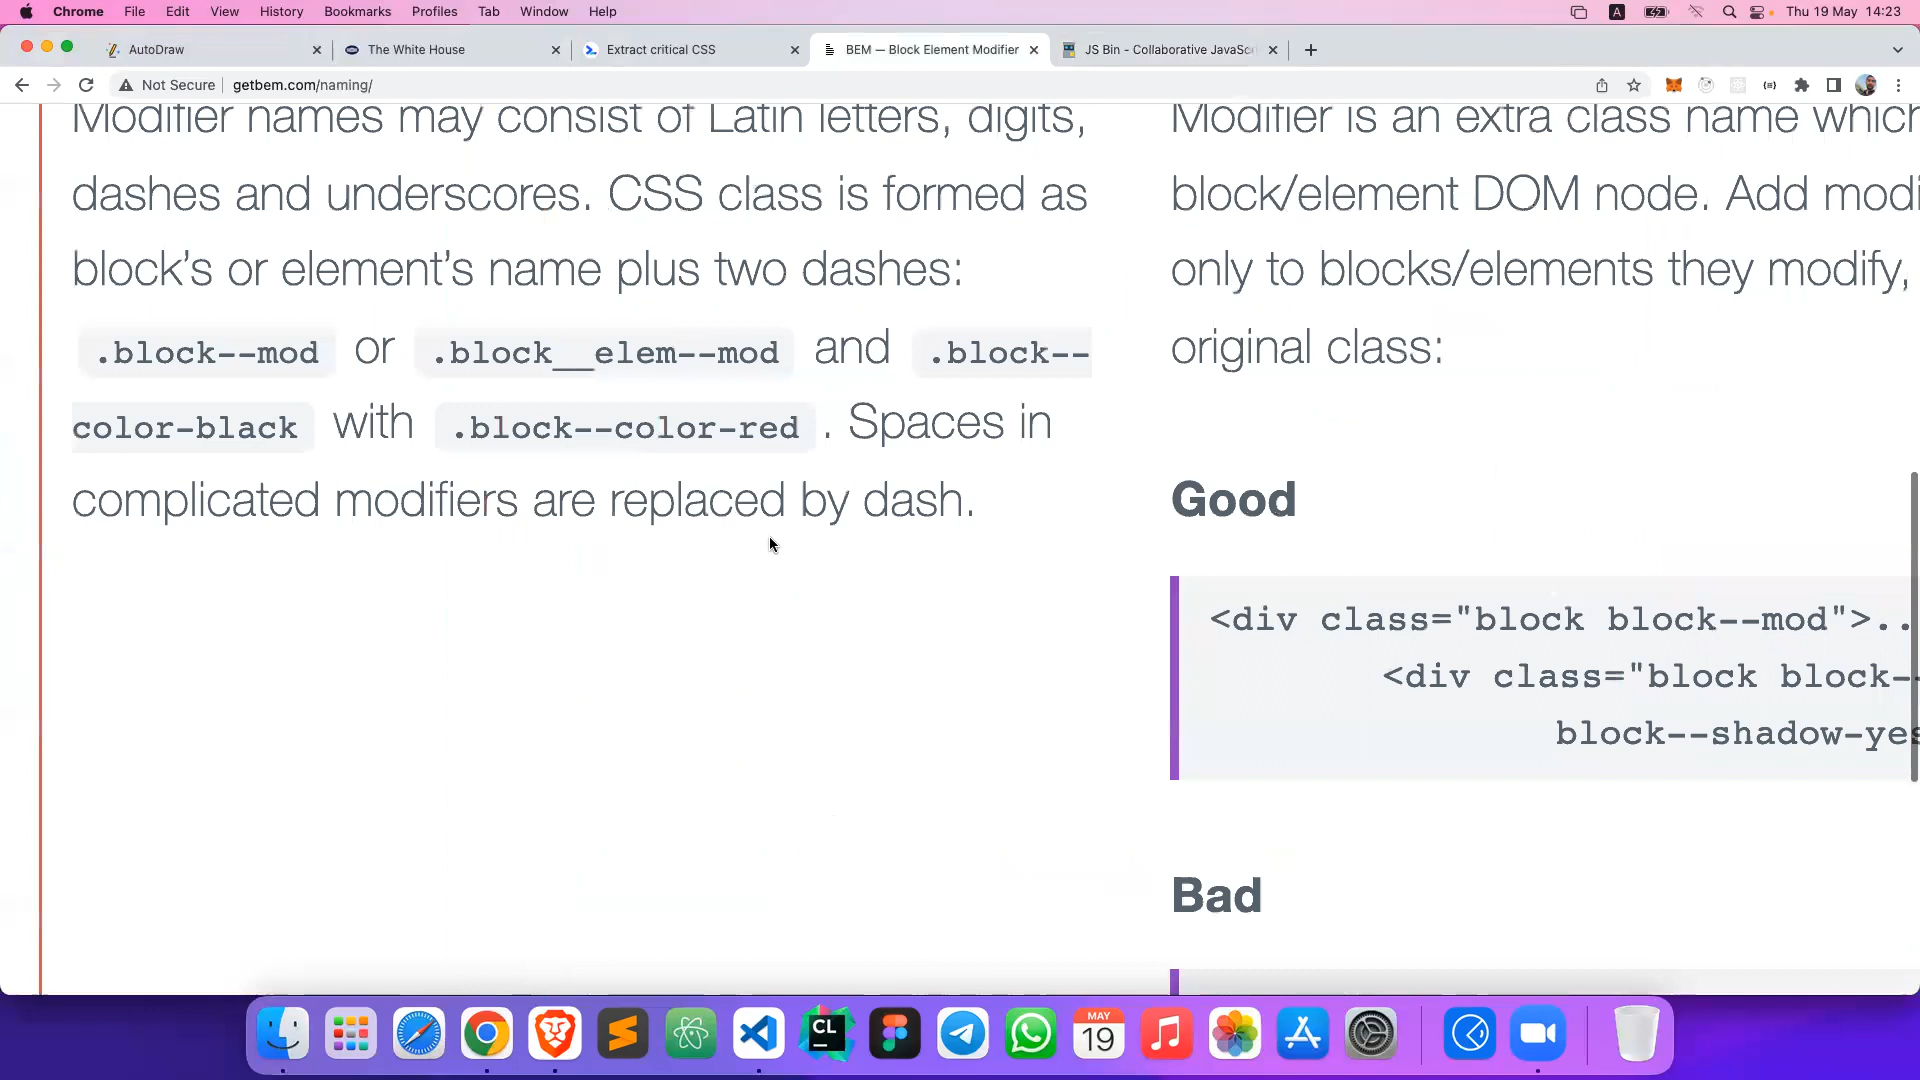 Chrome File Edit View History Bookmarks Profiles Tab Window Help A Thu 19 May 14:23
AutoDraw The White House Extract critical CSS BEM — Block Element Modifier JS Bin - Collaborative JavaScri
Not Secure getbem.com/naming/
Modifier names may consist of Latin letters, digits,
dashes and underscores. CSS class is formed as
block’s or element’s name plus two dashes:
.block--mod or .block__elem--mod and .block--
color-black with .block--color-red . Spaces in
complicated modifiers are replaced by dash.
Modifier is an extra class name which
block/element DOM node. Add modi
only to blocks/elements they modify,
original class:
Good
<div class="block block--mod">..
<div class="block block--
block--shadow-yes
Bad
CL
MAY
19